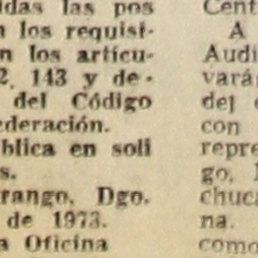 idas las pos
los requisi-
n los artícu-
2, 143 y de-
del Código
ederación.
blica en soli
s.
rango, Dgo.
de 1973.
a Oficina
Cent
A
Audi
vará
dej
con
repre
go,
chuca
na.
como